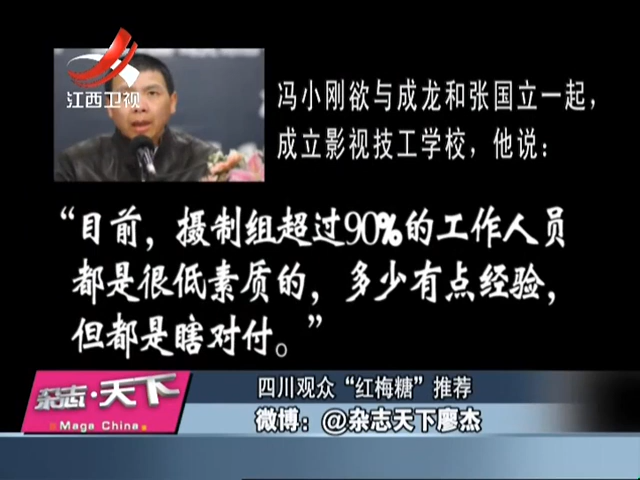 江西卫视
冯小刚欲与成龙和张国立一起，
成立影视技工学校，他说：
“目前，摄制组超过90%的工作人员
都是很低素质的，多少有点经验，
但都是瞎对付。”
杂志·天下
Maga China
四川观众“红梅糖”推荐
微博：@杂志天下廖杰